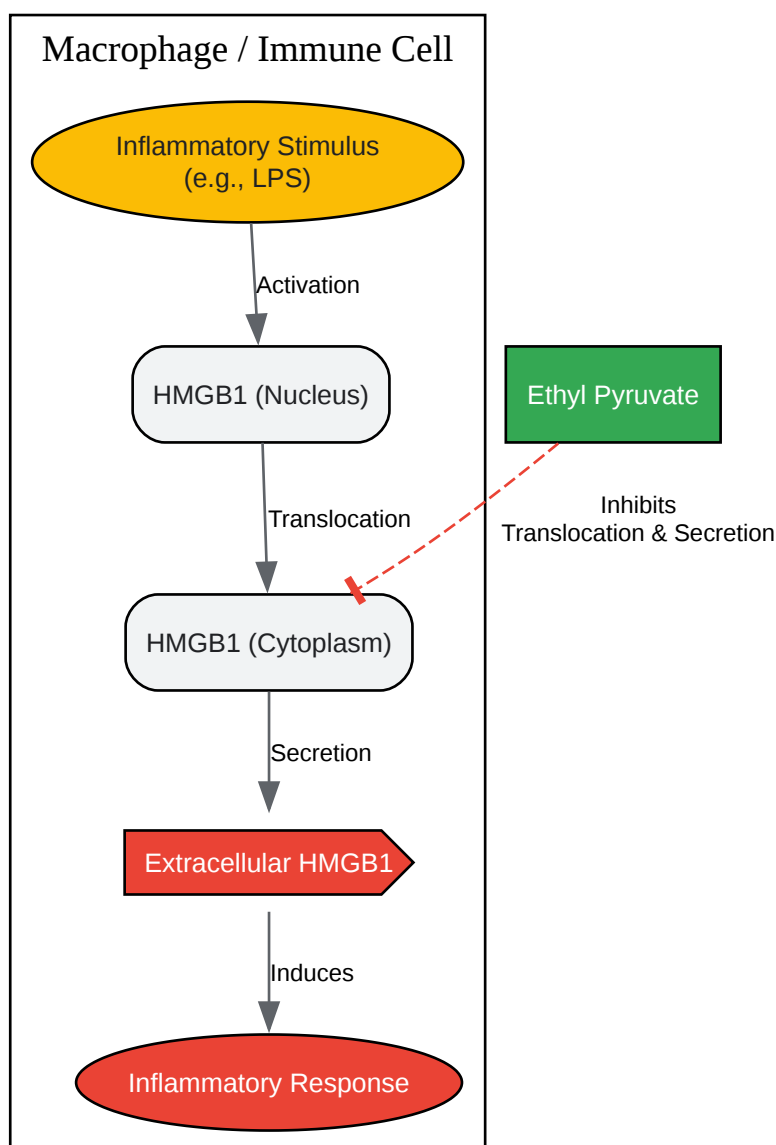 Macrophage / Immune Cell
Inflammatory Stimulus
(e.g., LPS)
Activation
HMGB1 (Nucleus)
Ethyl Pyruvate
Translocation
Inhibits
Translocation & Secretion
HMGB1 (Cytoplasm)
Secretion
Extracellular HMGB1
Induces
Inflammatory Response